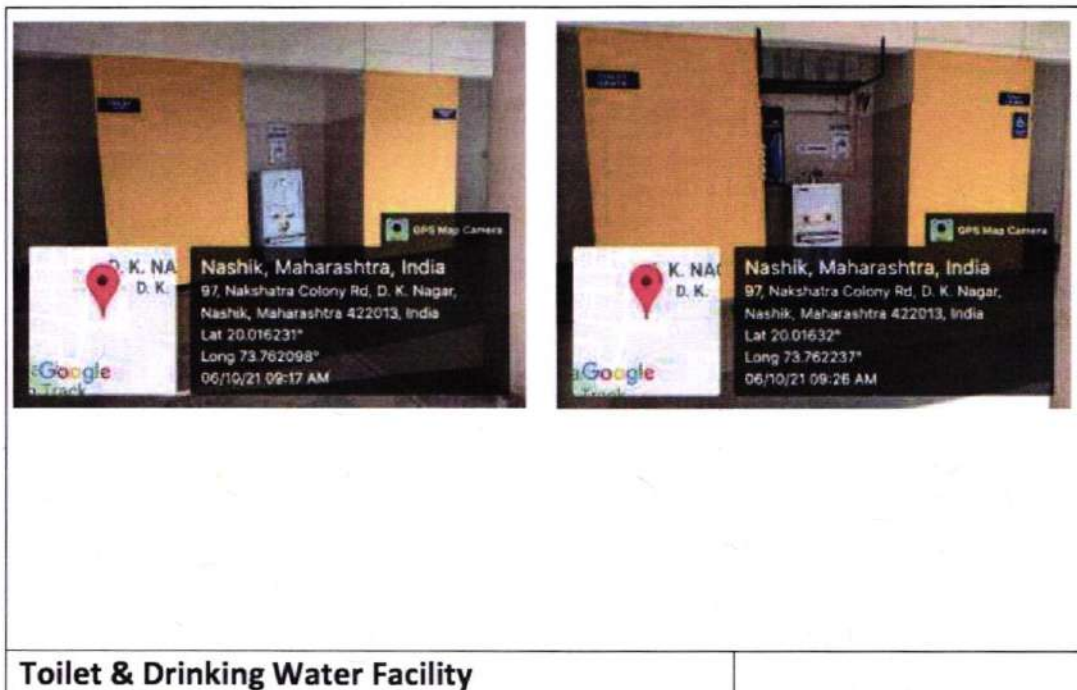 GPS Map Camera
D. K. NA
D. K.
Google
Track
Nashik, Maharashtra, India
97, Nakshatra Colony Rd, D. K. Nagar,
Nashik, Maharashtra 422013, India
Lat 20.016231°
Long 73.762098°
06/10/21 09:17 AM
TOILET
GPS Map Camera
K. NAG
D. K.
Google
Nashik, Maharashtra, India
97, Nakshatra Colony Rd, D. K. Nagar,
Nashik, Maharashtra 422013, India
Lat 20.01632°
Long 73.762237°
06/10/21 09:26 AM
Toilet & Drinking Water Facility